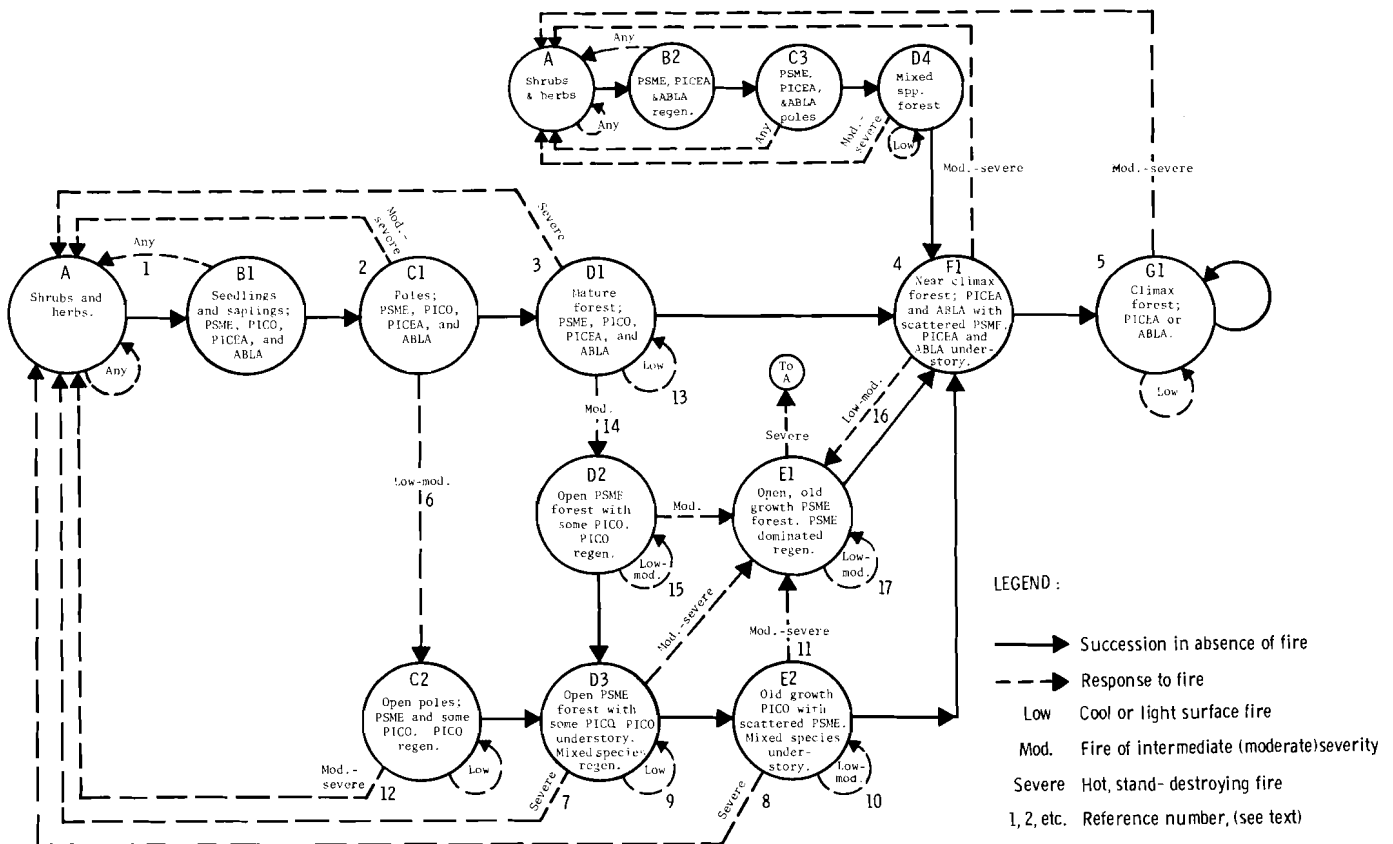 A
Shrubs
& herbs
Any
Any
B2
PSME, PICEA
&ABLA
regen.
C3
PSME,
PICEA,
&ABLA
poles
Any
D4
Mixed
spp.
forest
Mod.-
severe
Low
Mod.-severe
Mod.-severe
A
Shrubs and
herbs.
Any
Any
1
B1
Seedlings
and saplings;
PSME, PICO,
PICEA, and
ABLA
Mod.-
severe
2
C1
Poles;
PSME, PICO,
PICEA, and
ABLA
Severe
3
D1
Mature
forest;
PSME, PICO,
PICEA, and
ABLA
Low
13
4
F1
Near climax
forest; PICEA
and ABLA with
scattered PSME.
PICEA and
ABLA under-
story.
5
G1
Climax
forest;
PICEA or
ABLA.
Low
To
A
Mod.
14
Low-mod.
16
Severe
Low-mod.
6
D2
Open PSME
forest with
some PICO.
PICO
regen.
Low-
mod.
15
Mod.
E1
Open, old
growth PSME
forest. PSME
dominated
regen.
Low-
mod.
17
Mod.-severe
Mod.-severe
11
C2
Open poles;
PSME and some
PICO. PICO
regen.
Low
Mod.-
severe
12
D3
Open PSME
forest with
some PICO. PICO
understory.
Mixed species
regen.
Low
9
Severe
7
E2
Old growth
PICO with
scattered PSME.
Mixed species
under-
story.
Low-
mod.
10
Severe
8
LEGEND :
Succession in absence of fire
Response to fire
Low Cool or light surface fire
Mod. Fire of intermediate (moderate) severity
Severe Hot, stand- destroying fire
1, 2, etc. Reference number, (see text)